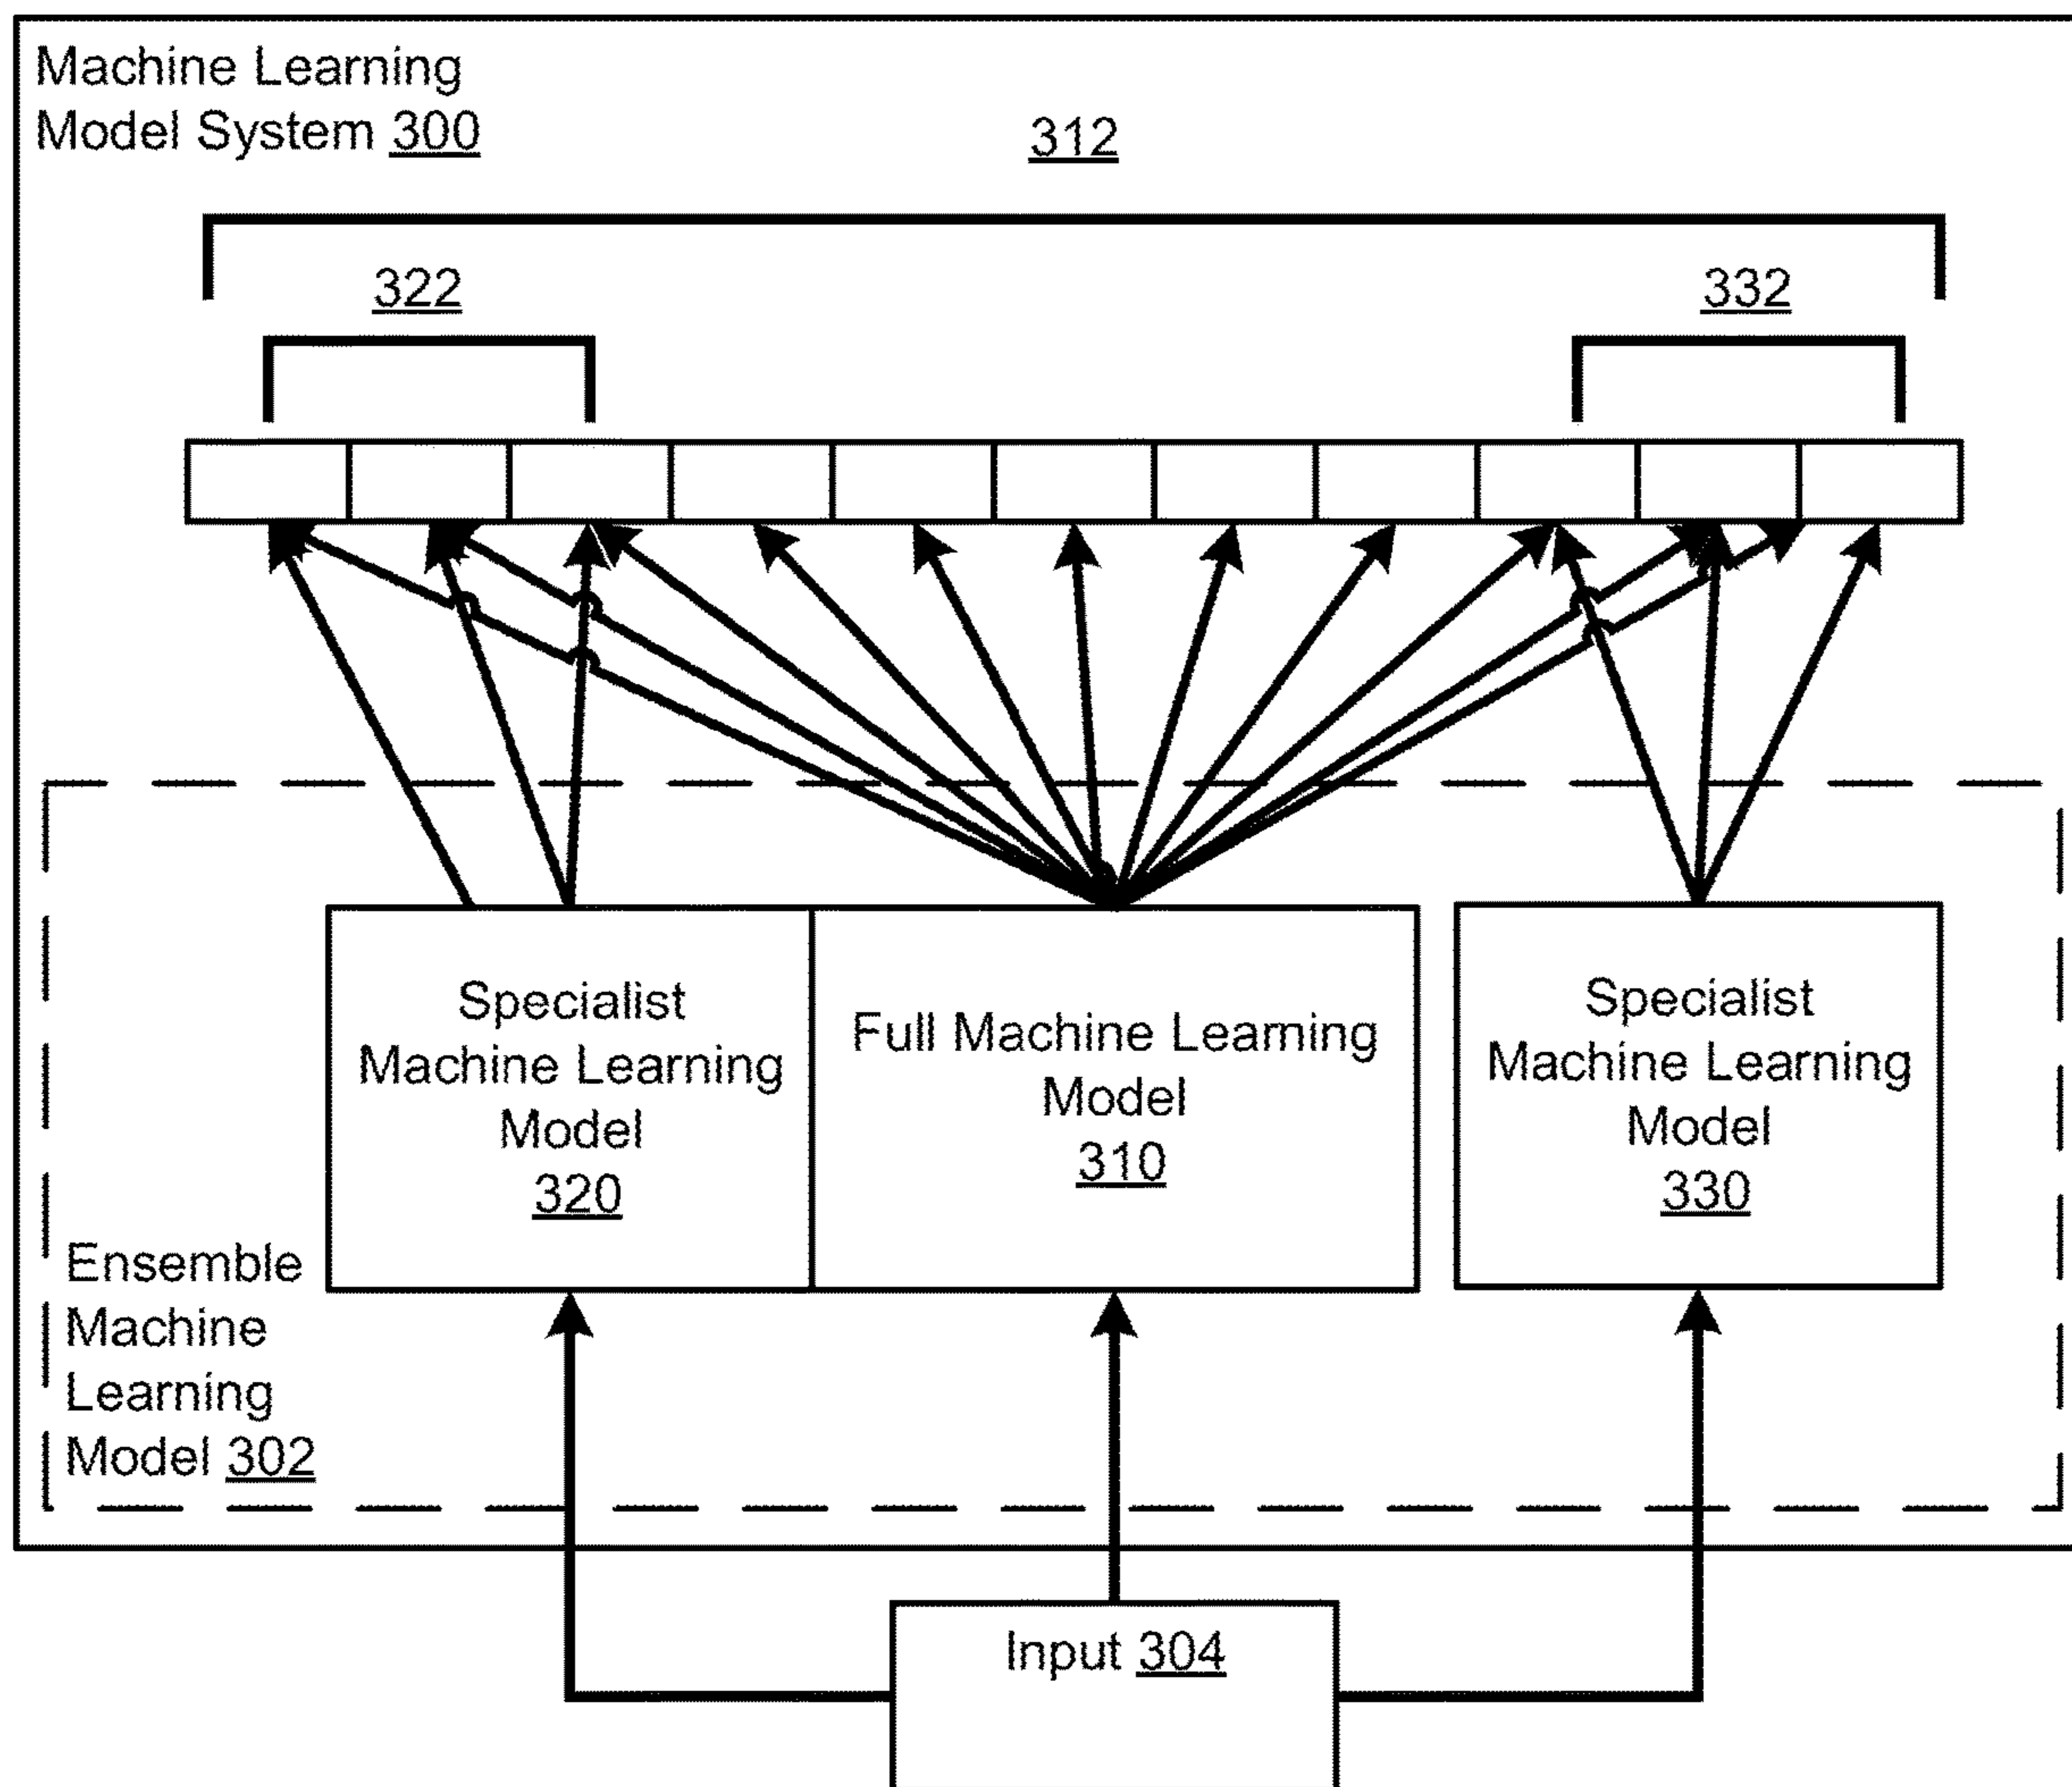 Machine Learning
Model System 300
312
322
332
Specialist
Machine Learning
Model
320
Full Machine Learning
Model
310
Specialist
Machine Learning
Model
330
Ensemble
Machine
Learning
Model 302
Input 304